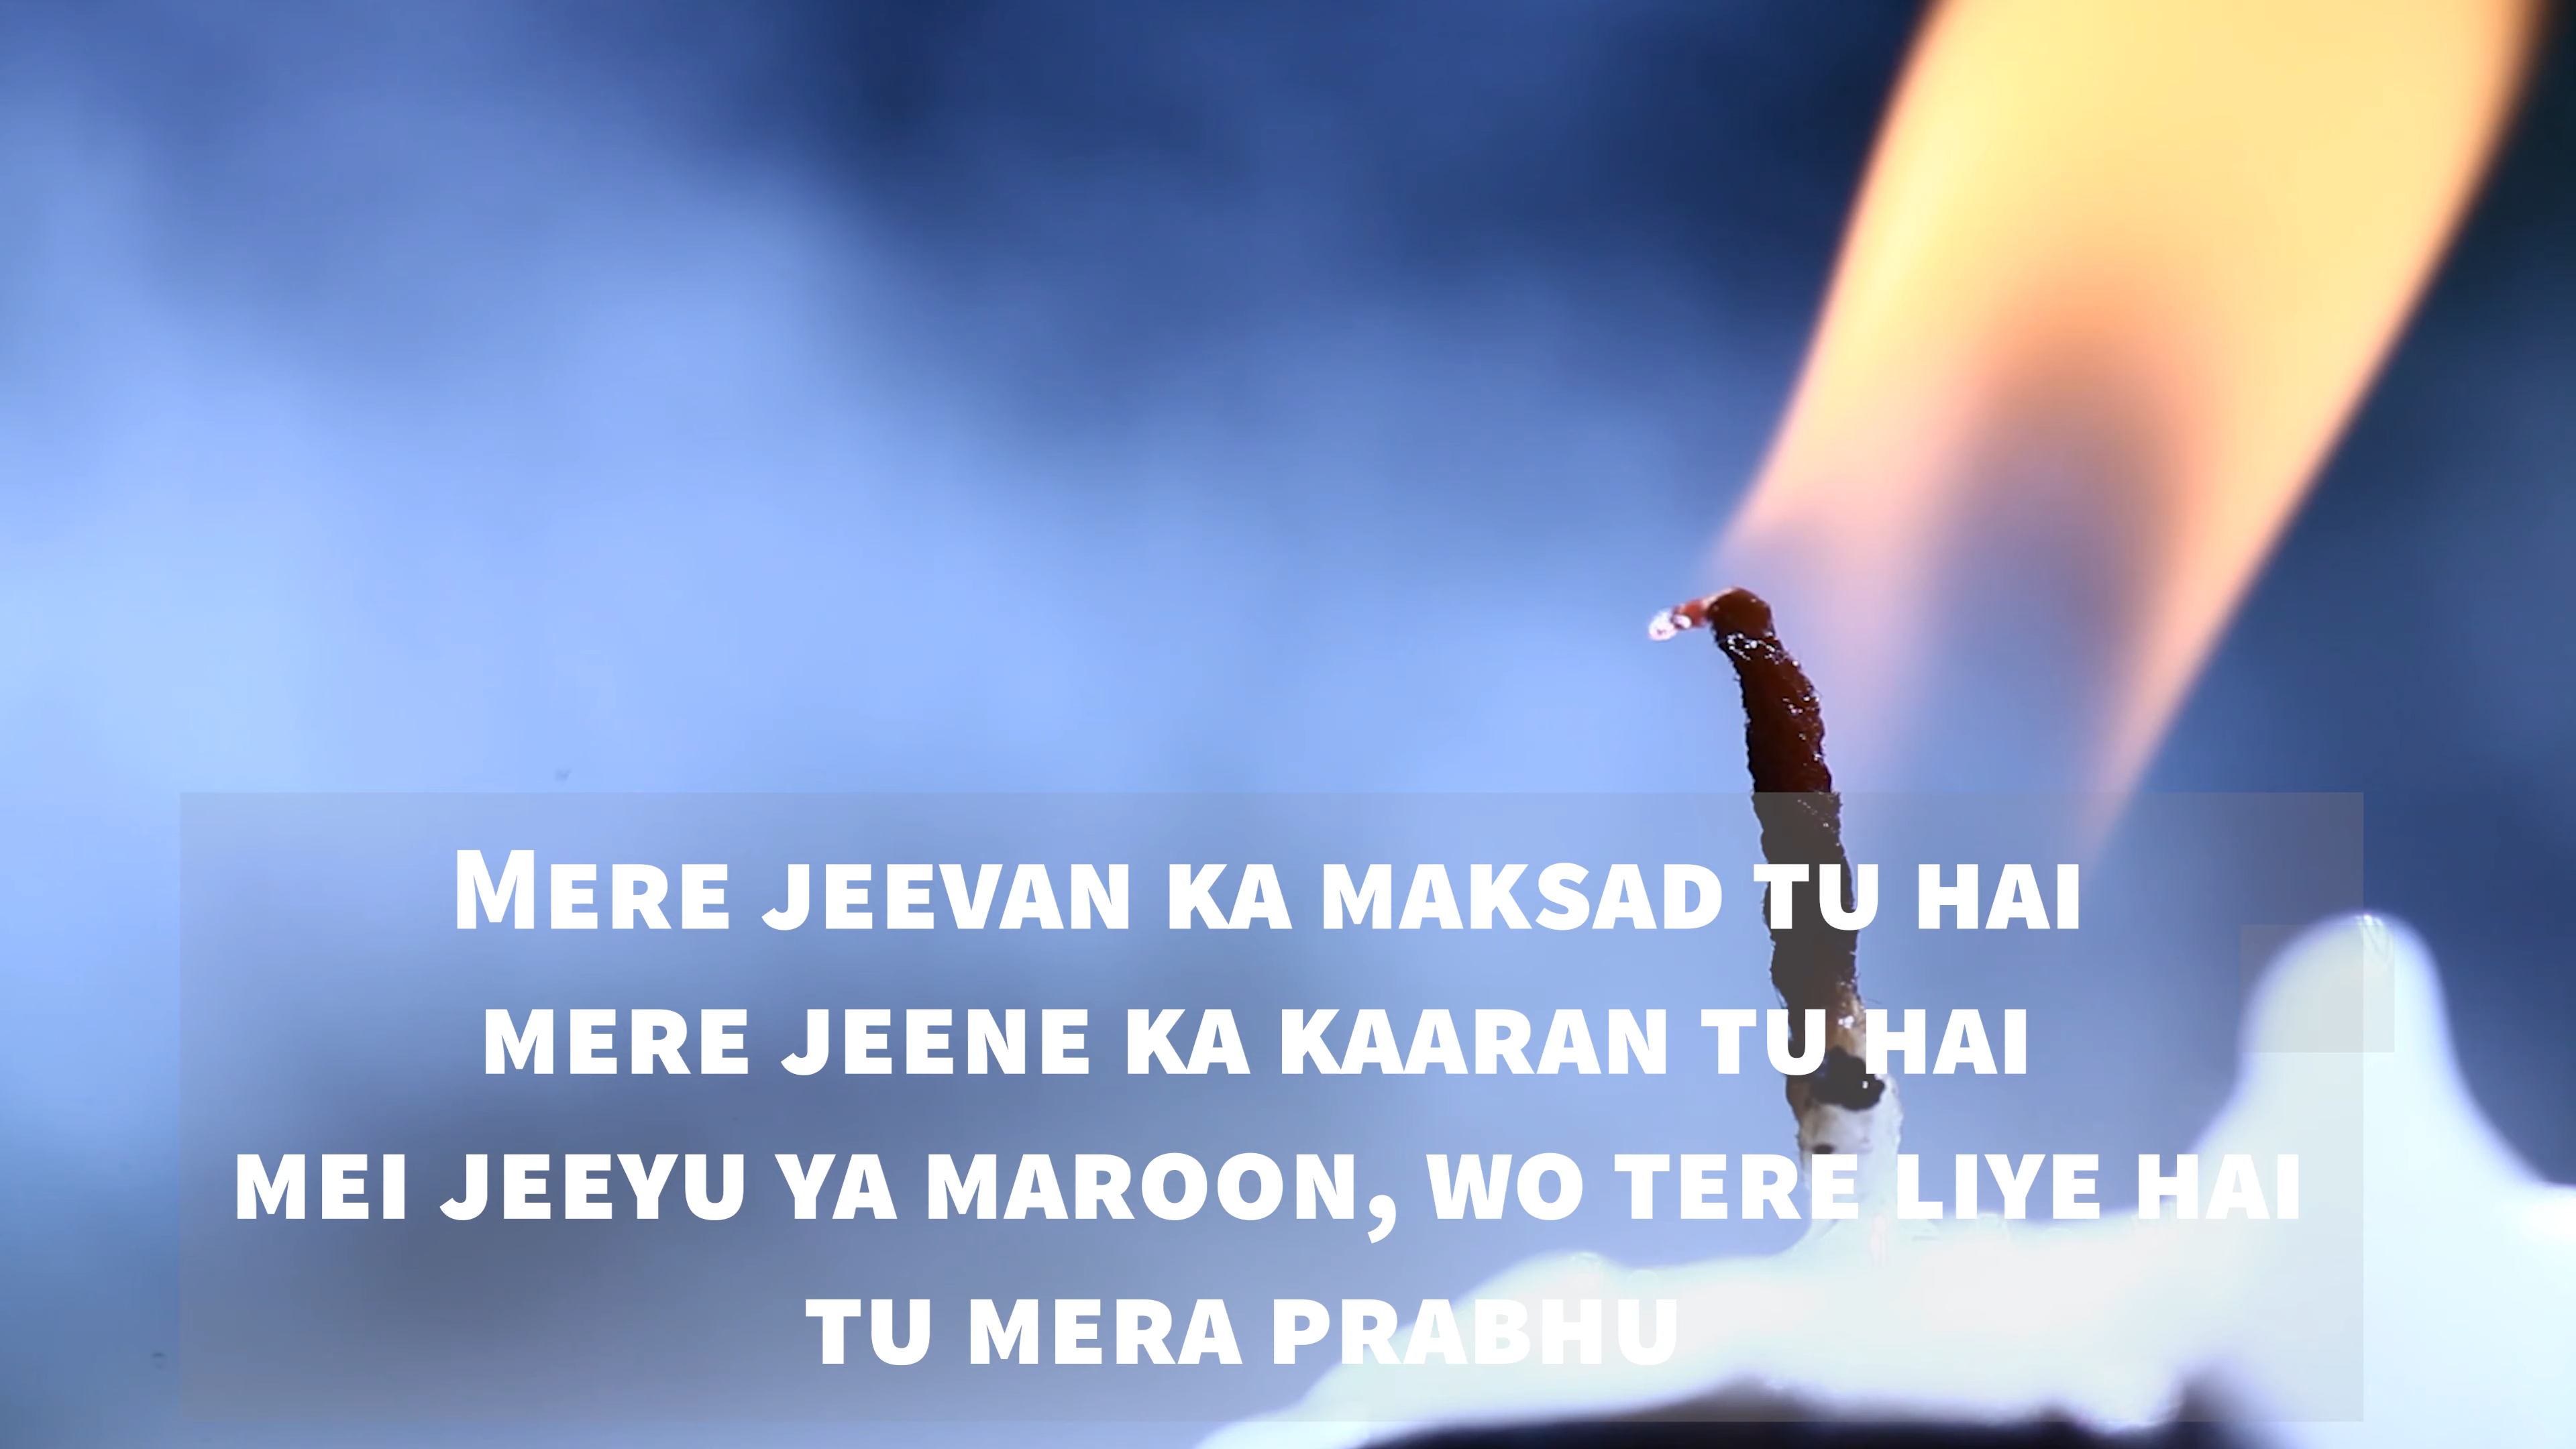 Mere jeevan ka maksad tu hai
mere jeene ka kaaran tu hai
mei jeeyu ya maroon, wo tere liye hai
tu mera prabhu